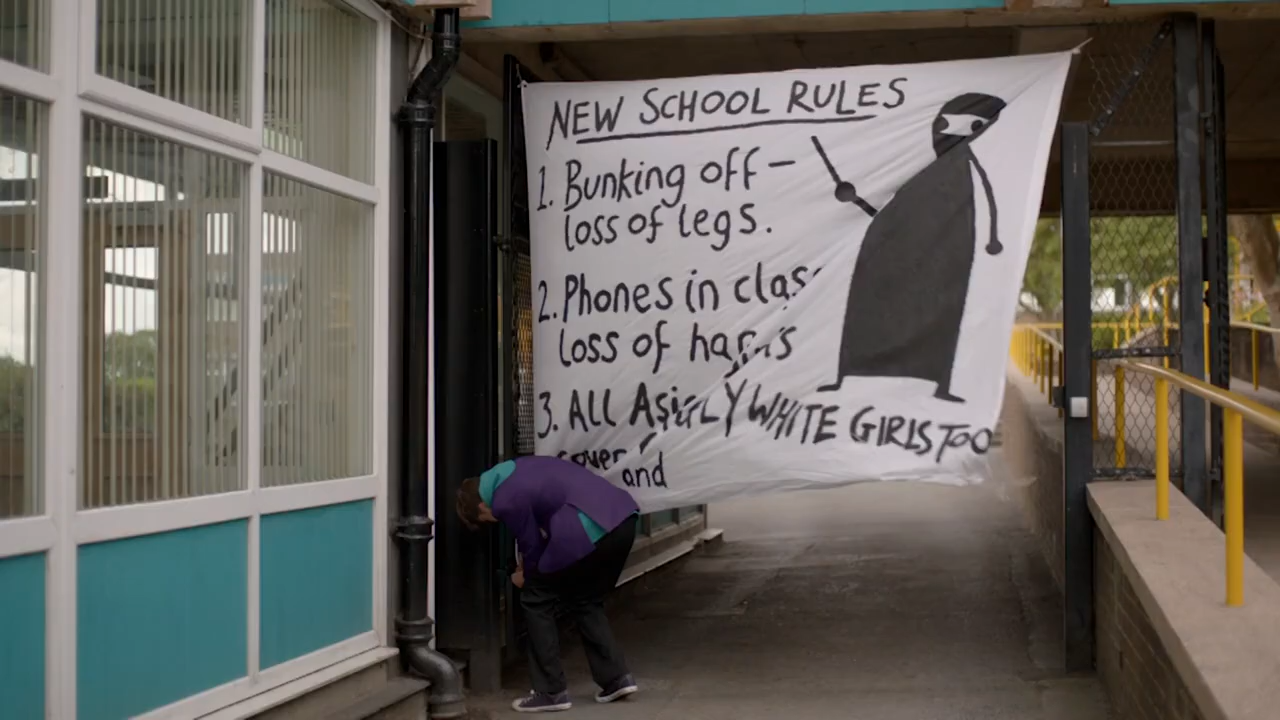 NEW SCHOOL RULES
1. Bunking off –
loss of legs.
2. Phones in clas
loss of
3. ALL WHITE GIRLS TOO
and